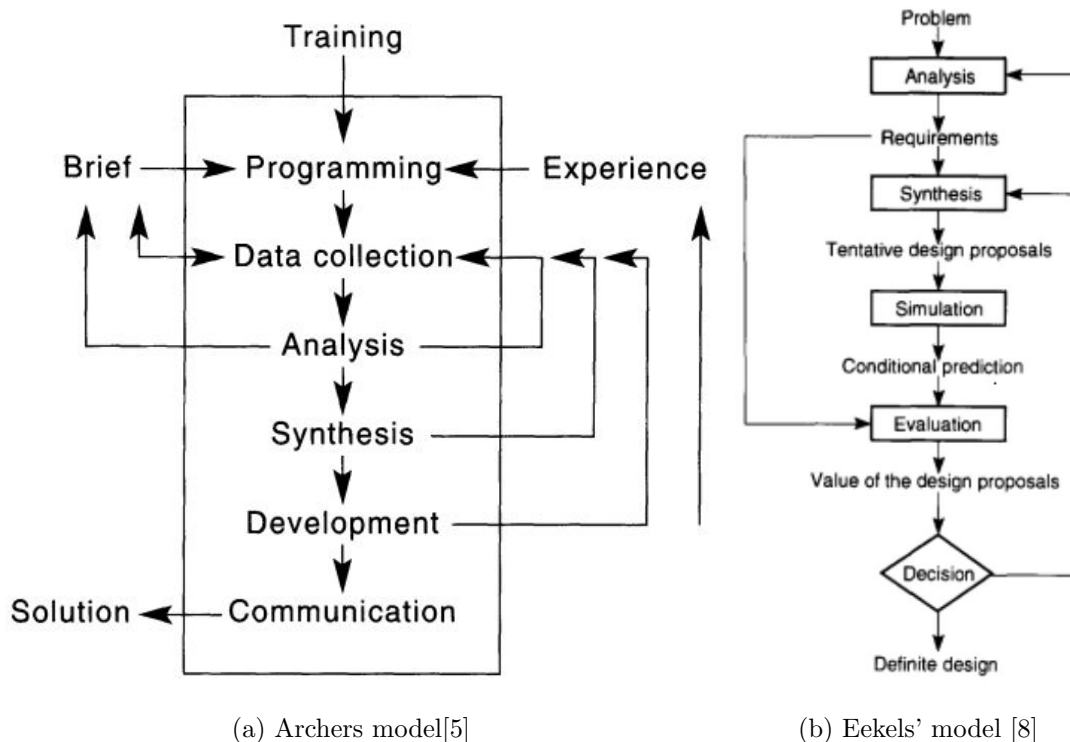 Training
Brief
Programming
Experience
Data collection
Analysis
Synthesis
Development
Solution
Communication
(a) Archers model[5]
Problem
Analysis
Requirements
Synthesis
Tentative design proposals
Simulation
Conditional prediction
Evaluation
Value of the design proposals
Decision
Definite design
(b) Eekels' model [8]